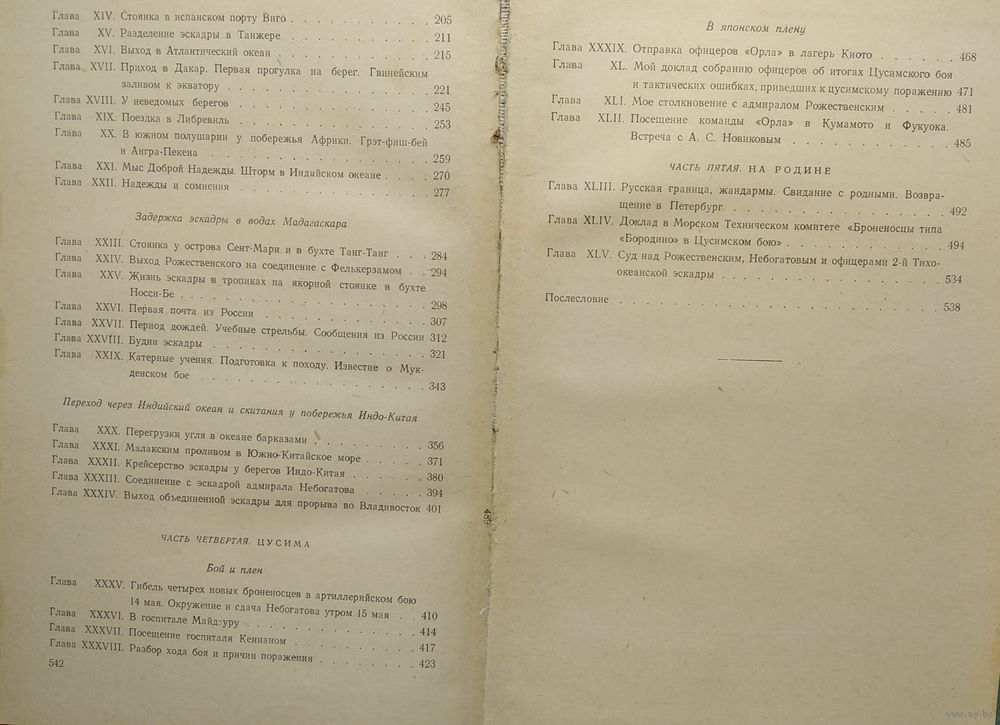 Глава XIV. Стоянка в испанском порту Виго . . . . . . . . . . . 205
Глава XV. Разделение эскадры в Танжере . . . . . . . . . . . 211
Глава XVI. Выход в Атлантический океан . . . . . . . . . . . 215
Глава XVII. Приход в Дакар. Первая прогулка на берег. Гвинейским
заливом к экватору . . . . . . . . . . . 221
Глава XVIII. У неведомых берегов . . . . . . . . . . . 245
Глава XIX. Поездка в Либревиль . . . . . . . . . . . 253
Глава XX. В южном полушарии у побережья Африки. Грэт-фиш-бей
и Ангра-Пекена . . . . . . . . . . . 259
Глава XXI. Мыс Доброй Надежды. Шторм в Индийском океане . . . . 270
Глава XXII. Надежды и сомнения . . . . . . . . . . . 277
Задержка эскадры в водах Мадагаскара
Глава XXIII. Стоянка у острова Сент-Мари и в бухте Танг-Танг . . . 284
Глава XXIV. Выход Рожественского на соединение с Фелькерзамом . . 294
Глава XXV. Жизнь эскадры в тропиках на якорной стоянке в бухте
Носси-Бе . . . . . . . . . . . 298
Глава XXVI. Первая почта из России . . . . . . . . . . . 307
Глава XXVII. Период дождей. Учебные стрельбы. Сообщения из России 312
Глава XXVIII. Будни эскадры . . . . . . . . . . . 321
Глава XXIX. Катерные учения. Подготовка к походу. Известие о Мук-
денском бое . . . . . . . . . . . 343
Переход через Индийский океан и скитания у побережья Индо-Китая
Глава XXX. Перегрузки угля в океане барказами . . . . . . . . 356
Глава XXXI. Малакским проливом в Южно-Китайское море . . . . . 371
Глава XXXII. Крейсерство эскадры у берегов Индо-Китая . . . . . . 380
Глава XXXIII. Соединение с эскадрой адмирала Небогатова . . . . . 394
Глава XXXIV. Выход объединенной эскадры для прорыва во Владивосток 401
ЧАСТЬ ЧЕТВЕРТАЯ. ЦУСИМА
Бой и плен
Глава XXXV. Гибель четырех новых броненосцев в артиллерийском бою
14 мая. Окружение и сдача Небогатова утром 15 мая . . 410
Глава XXXVI. В госпитале Майдзуру . . . . . . . . . . . 414
Глава XXXVII. Посещение госпиталя Кеннаном . . . . . . . . . 417
Глава XXXVIII. Разбор хода боя и причин поражения . . . . . . . . 423
542
489
В японском плену
Глава XXXIX. Отправка офицеров «Орла» в лагерь Киото . . . . . . 468
Глава XL. Мой доклад собранию офицеров об итогах Цусимского боя
и тактических ошибках, приведших к цусимскому поражению 471
Глава XLI. Мое столкновение с адмиралом Рожественским . . . . . 481
Глава XLII. Посещение команды «Орла» в Кумамото и Фукуока.
Встреча с А. С. Новиковым . . . . . . . . . . . 485
ЧАСТЬ ПЯТАЯ. НА РОДИНЕ
Глава XLIII. Русская граница, жандармы. Свидание с родными. Возвра-
щение в Петербург . . . . . . . . . . . 492
Глава XLIV. Доклад в Морском Техническом комитете «Броненосцы типа
«Бородино» в Цусимском бою» . . . . . . . . . . . 494
Глава XLV. Суд над Рожественским, Небогатовым и офицерами 2-й Тихо-
океанской эскадры . . . . . . . . . . . 534
Послесловие . . . . . . . . . . . 538
www.ay.by